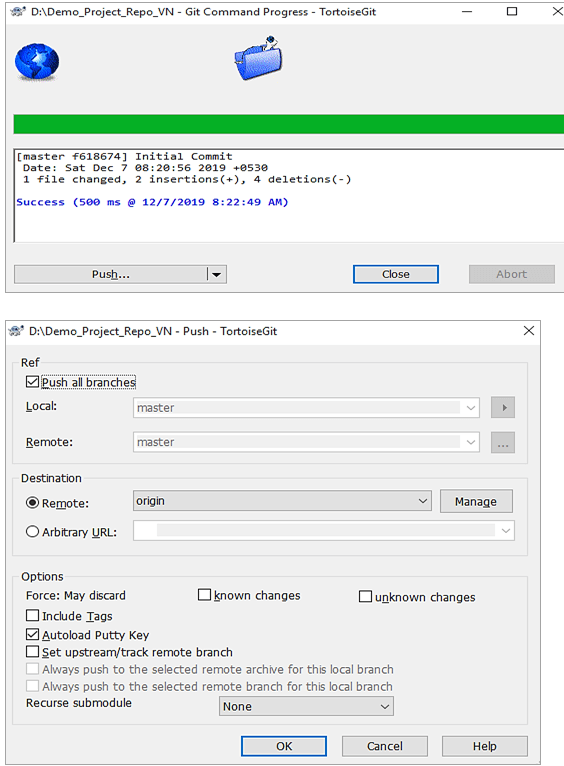 D:\Demo_Project_Repo_VN - Git Command Progress - TortoiseGit
[master f618674] Initial Commit
Date: Sat Dec 7 08:20:56 2019 +0530
1 file changed, 2 insertions(+), 4 deletions(-)
Success (500 ms @ 12/7/2019 8:22:49 AM)
Push...
Close
Abort
D:\Demo_Project_Repo_VN - Push - TortoiseGit
Ref
Push all branches
Local: master
Remote: master
...
Destination
Remote: origin Manage
Arbitrary URL:
Options
Force: May discard known changes unknown changes
Include Tags
Autoload Putty Key
Set upstream/track remote branch
Always push to the selected remote archive for this local branch
Always push to the selected remote branch for this local branch
Recurse submodule None
OK Cancel Help